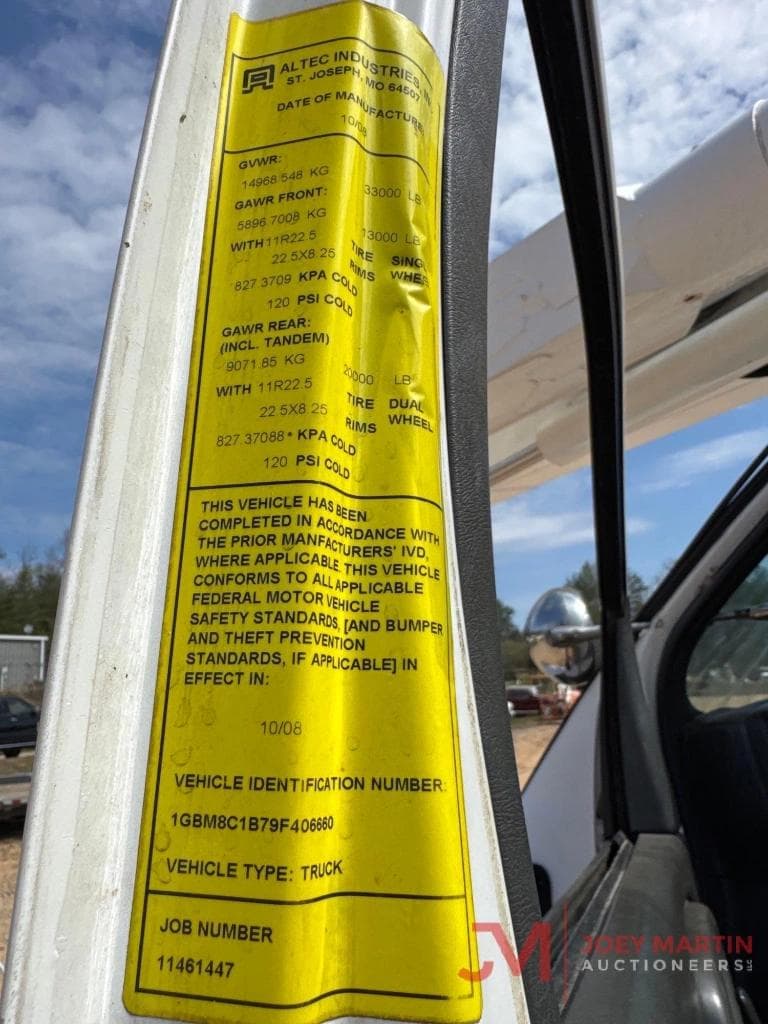 ALTEC INDUSTRIES, IN
ST. JOSEPH, MO 64507
DATE OF MANUFACTURE:
10/08
GVWR:
14968.548 KG 33000 LB
GAWR FRONT:
5896.7008 KG 13000 LB
WITH 11R22.5 TIRE SINGL
22.5X8.25 RIMS WHEE
827.3709 KPA COLD
120 PSI COLD
GAWR REAR:
(INCL. TANDEM)
9071.85 KG 20000 LB
WITH 11R22.5 TIRE DUAL
22.5X8.25 RIMS WHEEL
827.37088 KPA COLD
120 PSI COLD
THIS VEHICLE HAS BEEN
COMPLETED IN ACCORDANCE WITH
THE PRIOR MANFACTURERS' IVD,
WHERE APPLICABLE. THIS VEHICLE
CONFORMS TO ALL APPLICABLE
FEDERAL MOTOR VEHICLE
SAFETY STANDARDS, [AND BUMPER
AND THEFT PREVENTION
STANDARDS, IF APPLICABLE] IN
EFFECT IN:
10/08
VEHICLE IDENTIFICATION NUMBER:
1GBM8C1B79F406660
VEHICLE TYPE: TRUCK
JOB NUMBER
11461447
JM JOEY MARTIN
AUCTIONEERS LLC